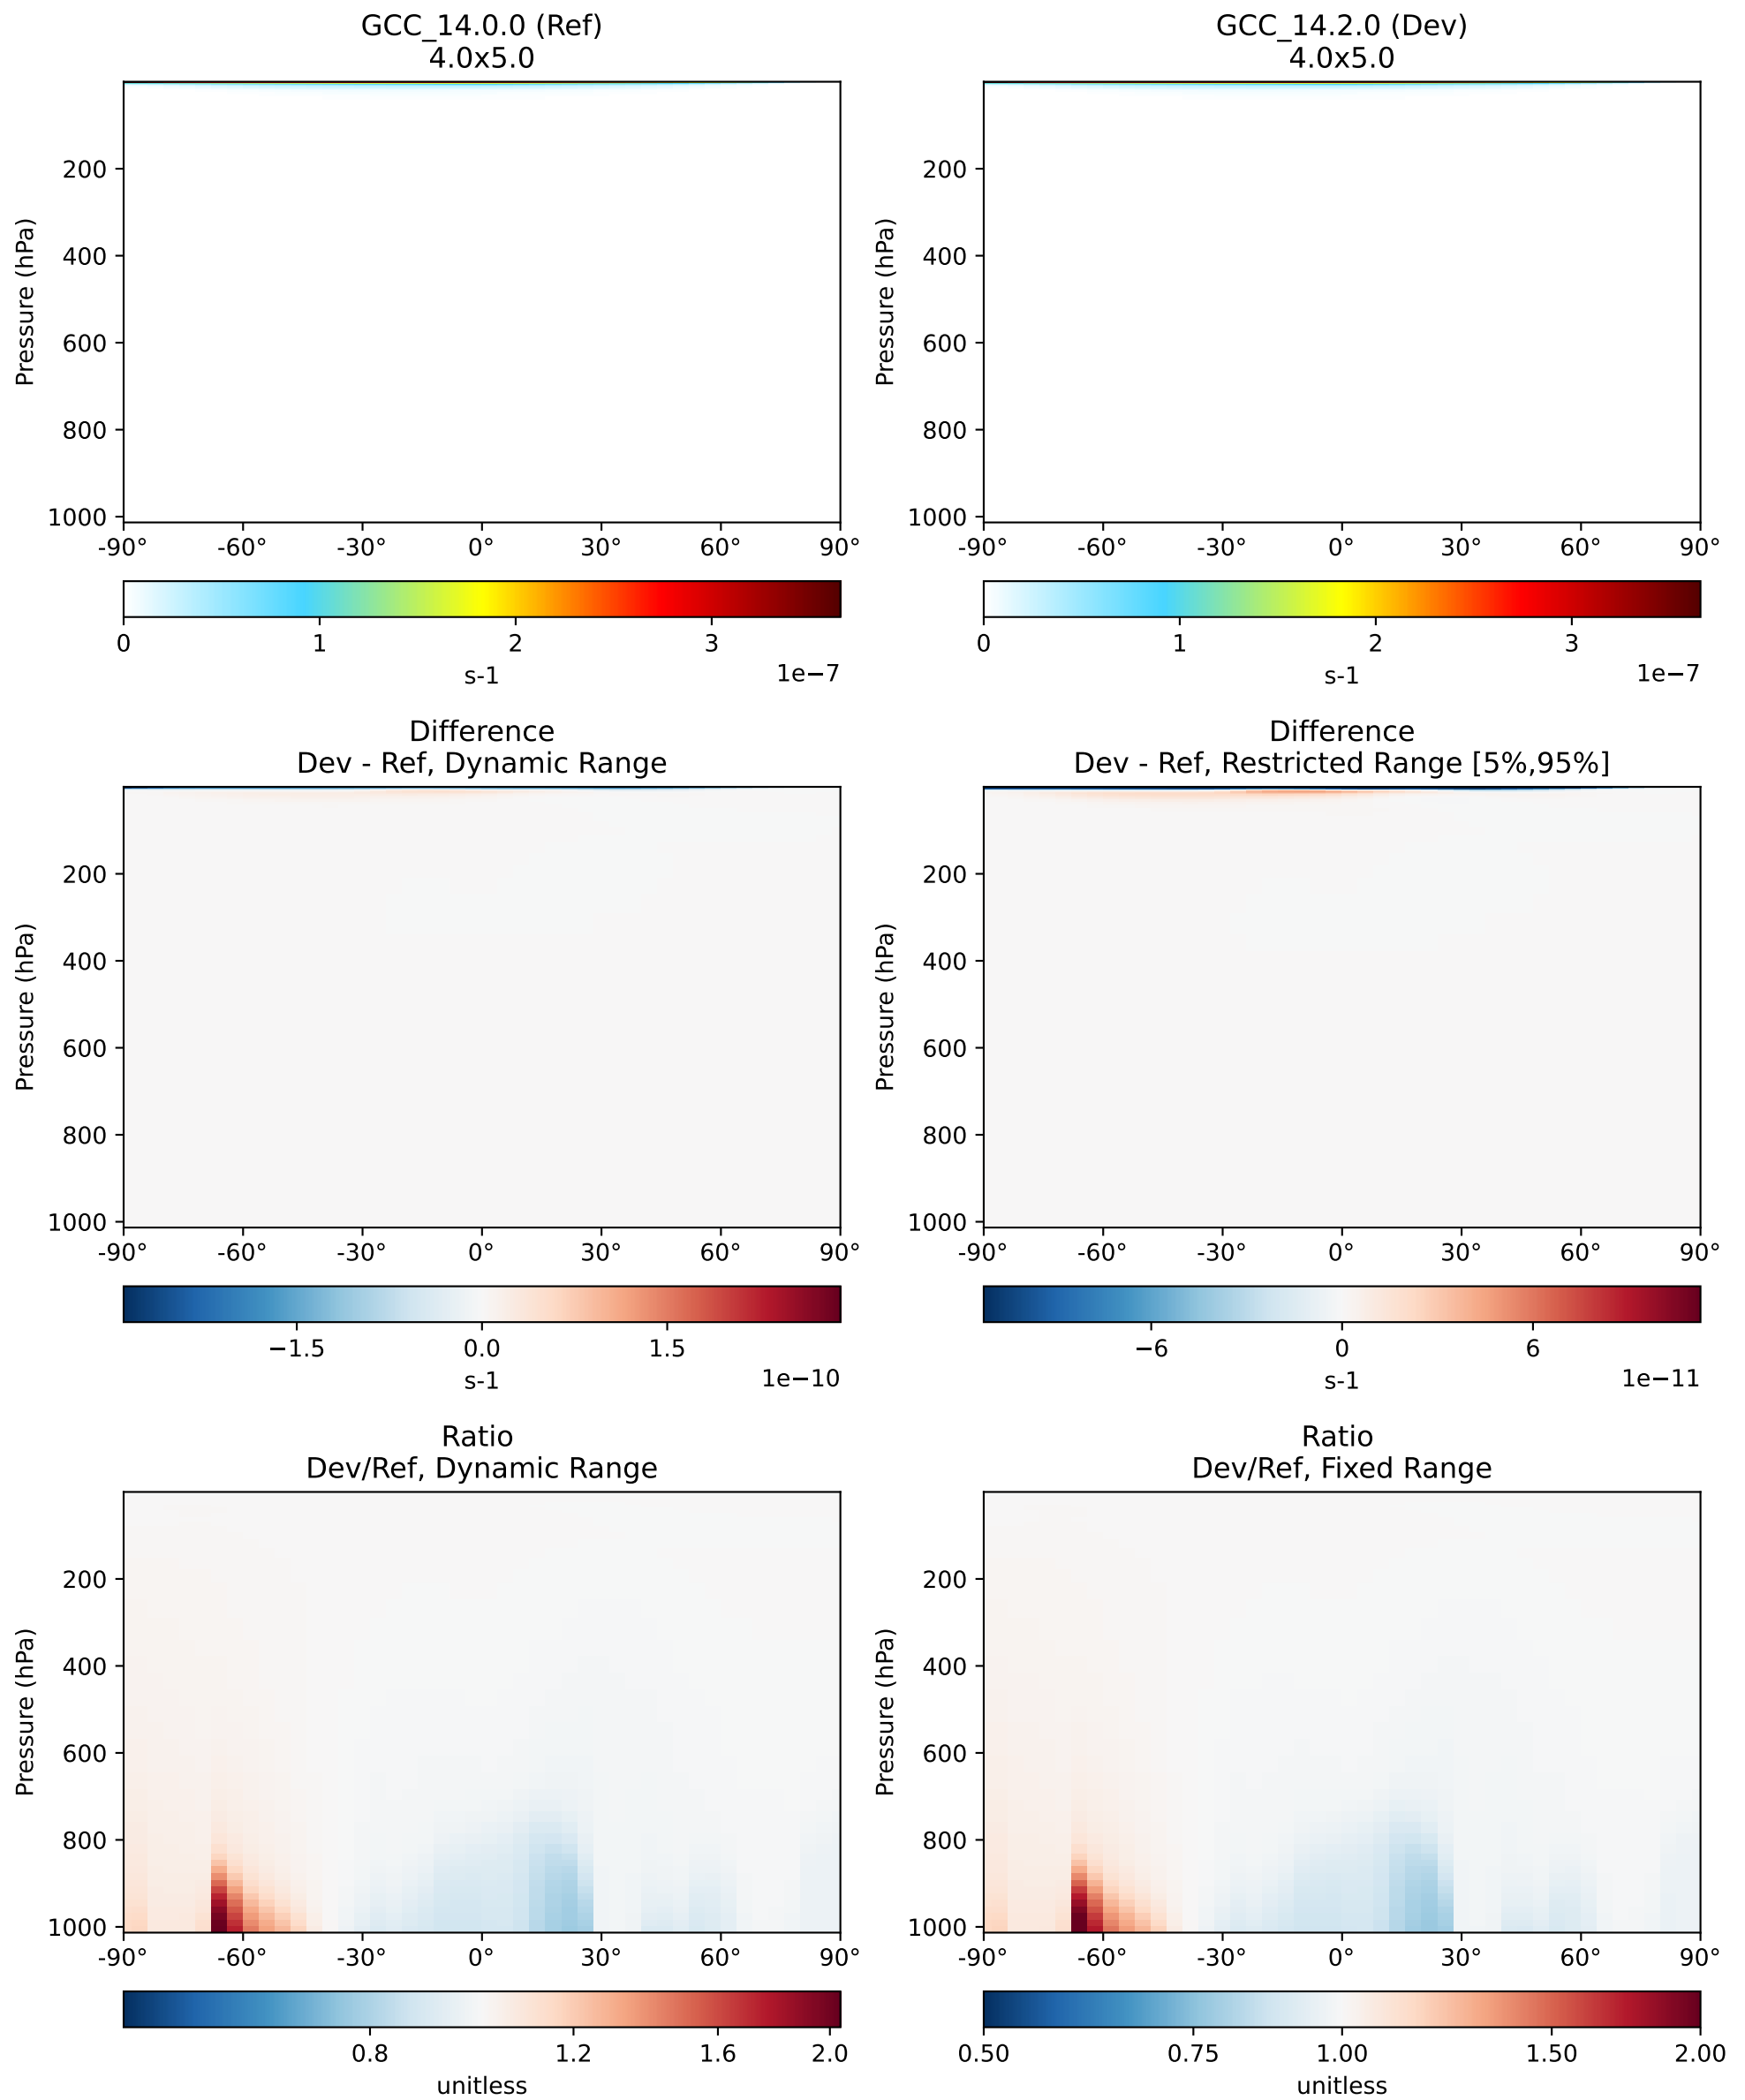 GCC_14.0.0 (Ref)
4.0x5.0
Pressure (hPa)
200
400
600
800
1000
-90° -60° -30° 0° 30° 60° 90°
0 1 2 3
s-1
1e−7
GCC_14.2.0 (Dev)
4.0x5.0
Pressure (hPa)
200
400
600
800
1000
-90° -60° -30° 0° 30° 60° 90°
0 1 2 3
s-1
1e−7
Difference
Dev - Ref, Dynamic Range
Pressure (hPa)
200
400
600
800
1000
-90° -60° -30° 0° 30° 60° 90°
−1.5 0.0 1.5
s-1
1e−10
Difference
Dev - Ref, Restricted Range [5%,95%]
Pressure (hPa)
200
400
600
800
1000
-90° -60° -30° 0° 30° 60° 90°
−6 0 6
s-1
1e−11
Ratio
Dev/Ref, Dynamic Range
Pressure (hPa)
200
400
600
800
1000
-90° -60° -30° 0° 30° 60° 90°
0.8 1.2 1.6 2.0
unitless
Ratio
Dev/Ref, Fixed Range
Pressure (hPa)
200
400
600
800
1000
-90° -60° -30° 0° 30° 60° 90°
0.50 0.75 1.00 1.50 2.00
unitless